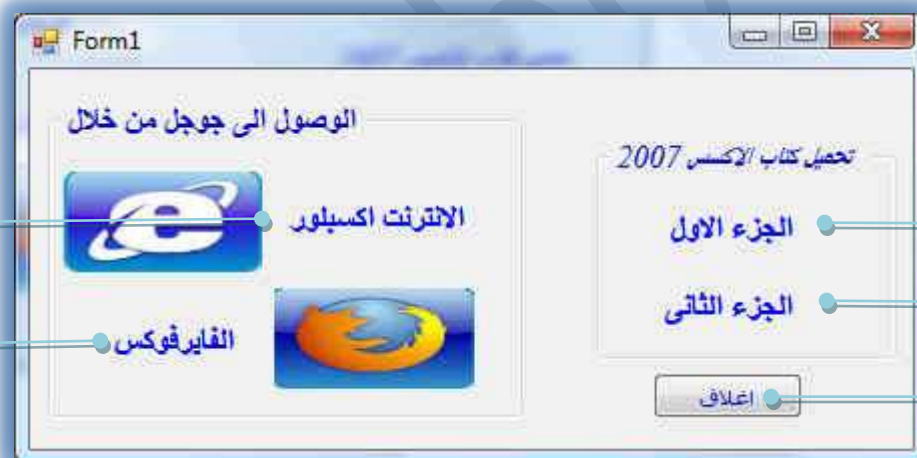 Form1
تحميل كتاب الاكسس 2007
الجزء الاول
الجزء الثانى
اغلاق
الوصول الى جوجل من خلال
الانترنت اكسبلور
الفايرفوكس